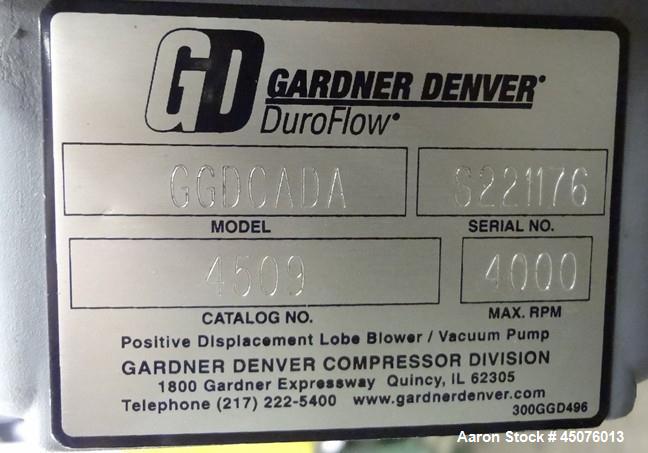 GD GARDNER DENVER®
DuroFlow®
GGDCADA S221176
MODEL SERIAL NO.
4509 4000
CATALOG NO. MAX. RPM
Positive Displacement Lobe Blower / Vacuum Pump
GARDNER DENVER COMPRESSOR DIVISION
1800 Gardner Expressway Quincy, IL 62305
Telephone (217) 222-5400 www.gardnerdenver.com
300GGD496
Aaron Stock # 45076013